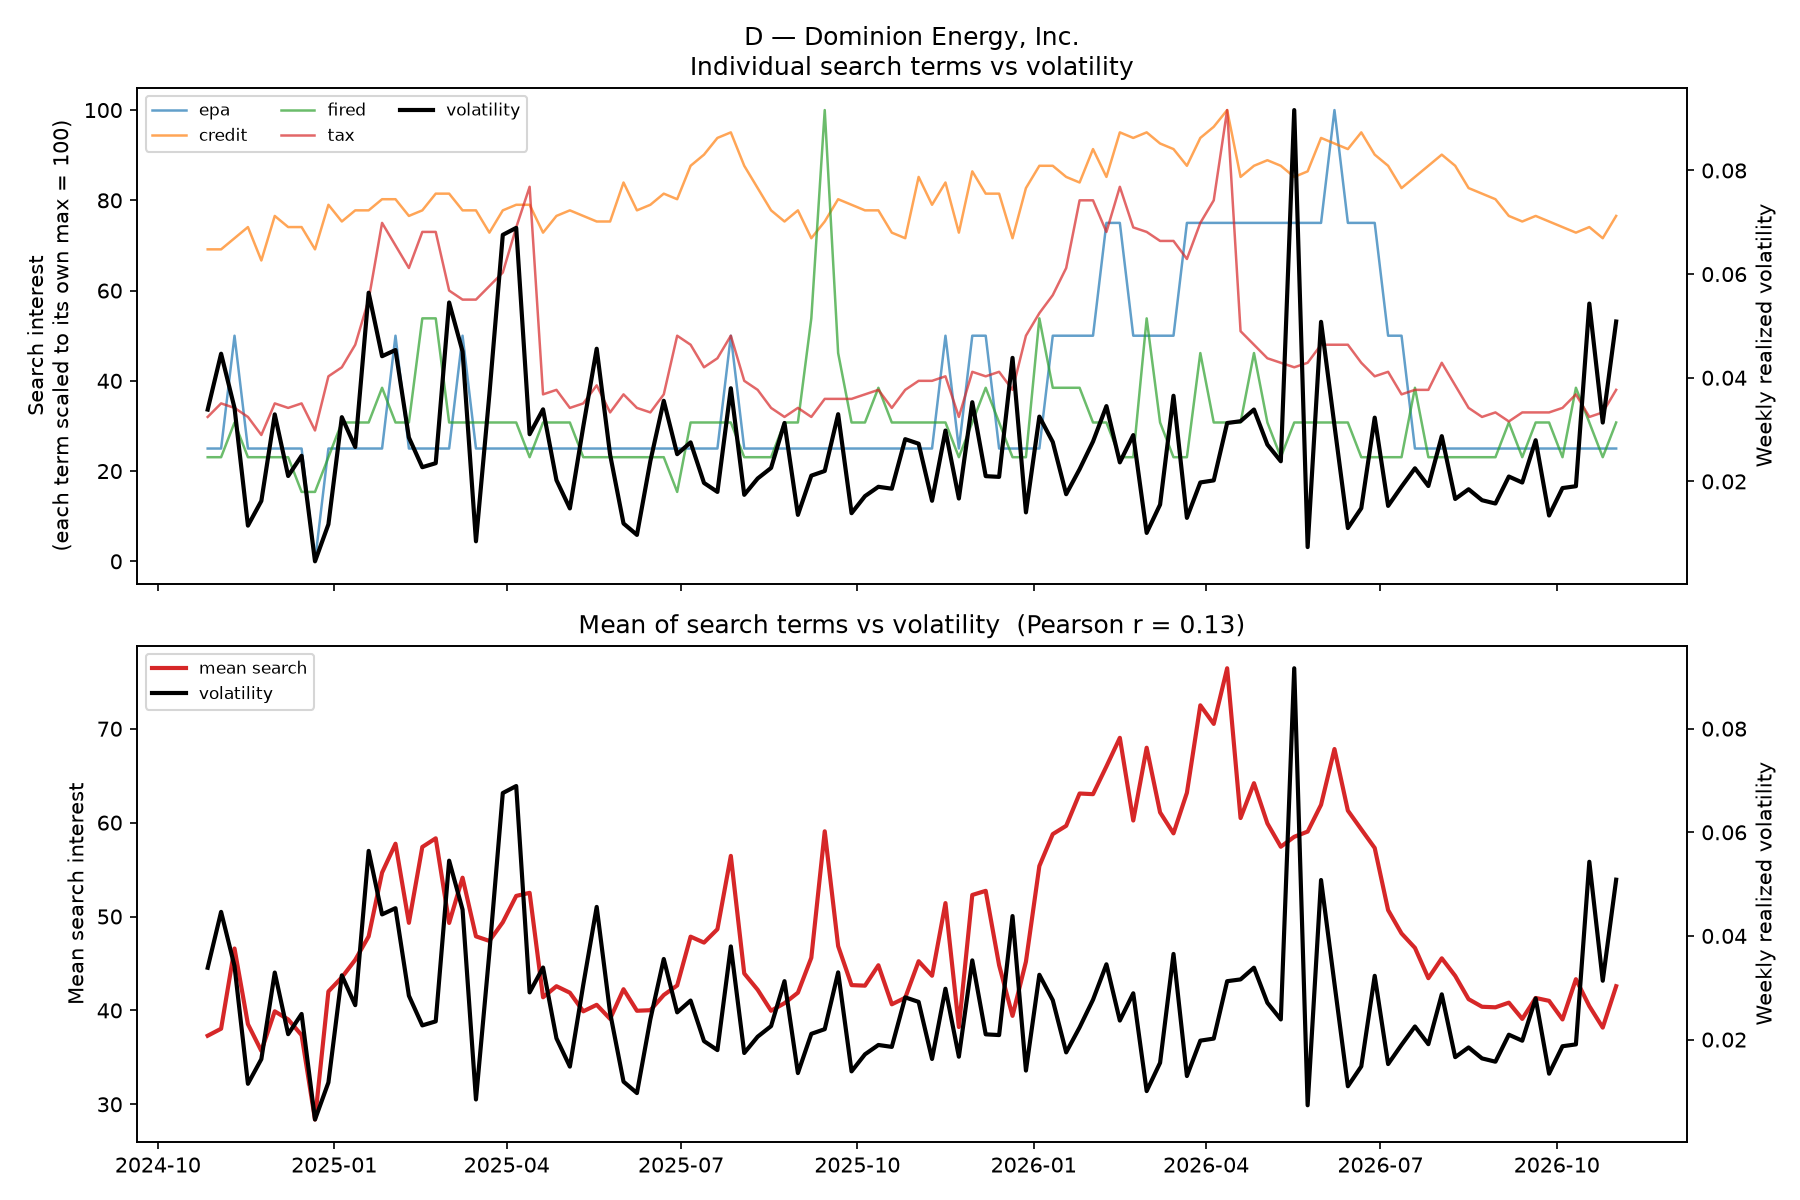 D — Dominion Energy, Inc.
Individual search terms vs volatility
epa
credit
fired
tax
volatility
Search interest
(each term scaled to its own max = 100)
100
80
60
40
20
0
0.08
0.06
0.04
0.02
Weekly realized volatility
Mean of search terms vs volatility (Pearson r = 0.13)
mean search
volatility
Mean search interest
70
60
50
40
30
0.08
0.06
0.04
0.02
Weekly realized volatility
2024-10 2025-01 2025-04 2025-07 2025-10 2026-01 2026-04 2026-07 2026-10